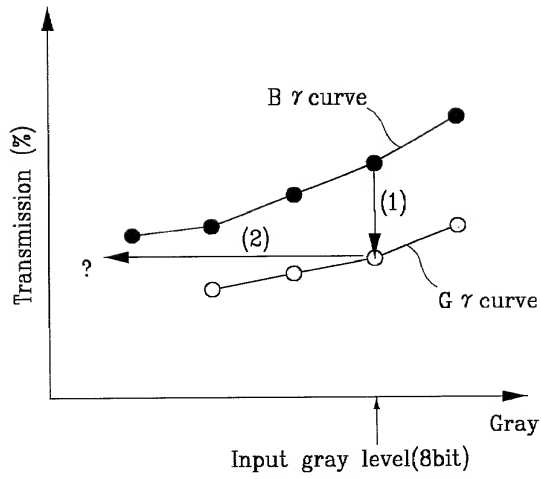 B γ curve
Transmission (%)
(1)
(2)
?
G γ curve
Gray
Input gray level(8bit)